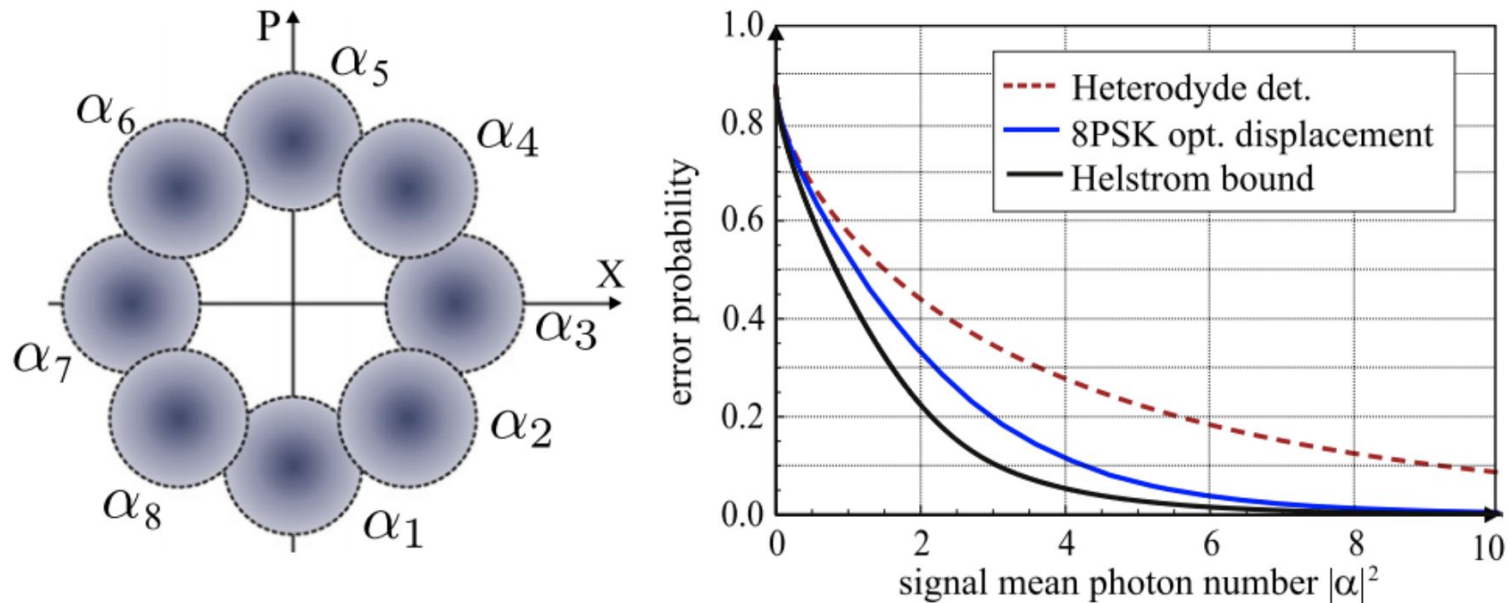 P
α5
α6
α4
X
α3
α7
α2
α8
α1
1.0
0.8
0.6
0.4
0.2
0.0
error probability
Heterodyde det.
8PSK opt. displacement
Helstrom bound
0 2 4 6 8 10
signal mean photon number |α|²